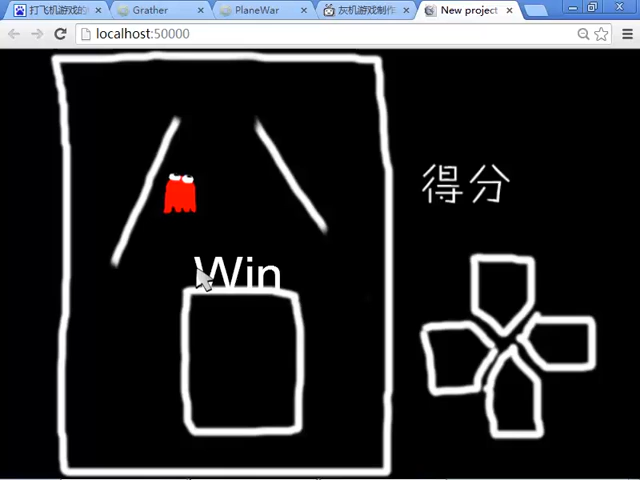 打飞机游戏的
Grather
PlaneWar
灰机游戏制作
New project
localhost:50000
得分
Win